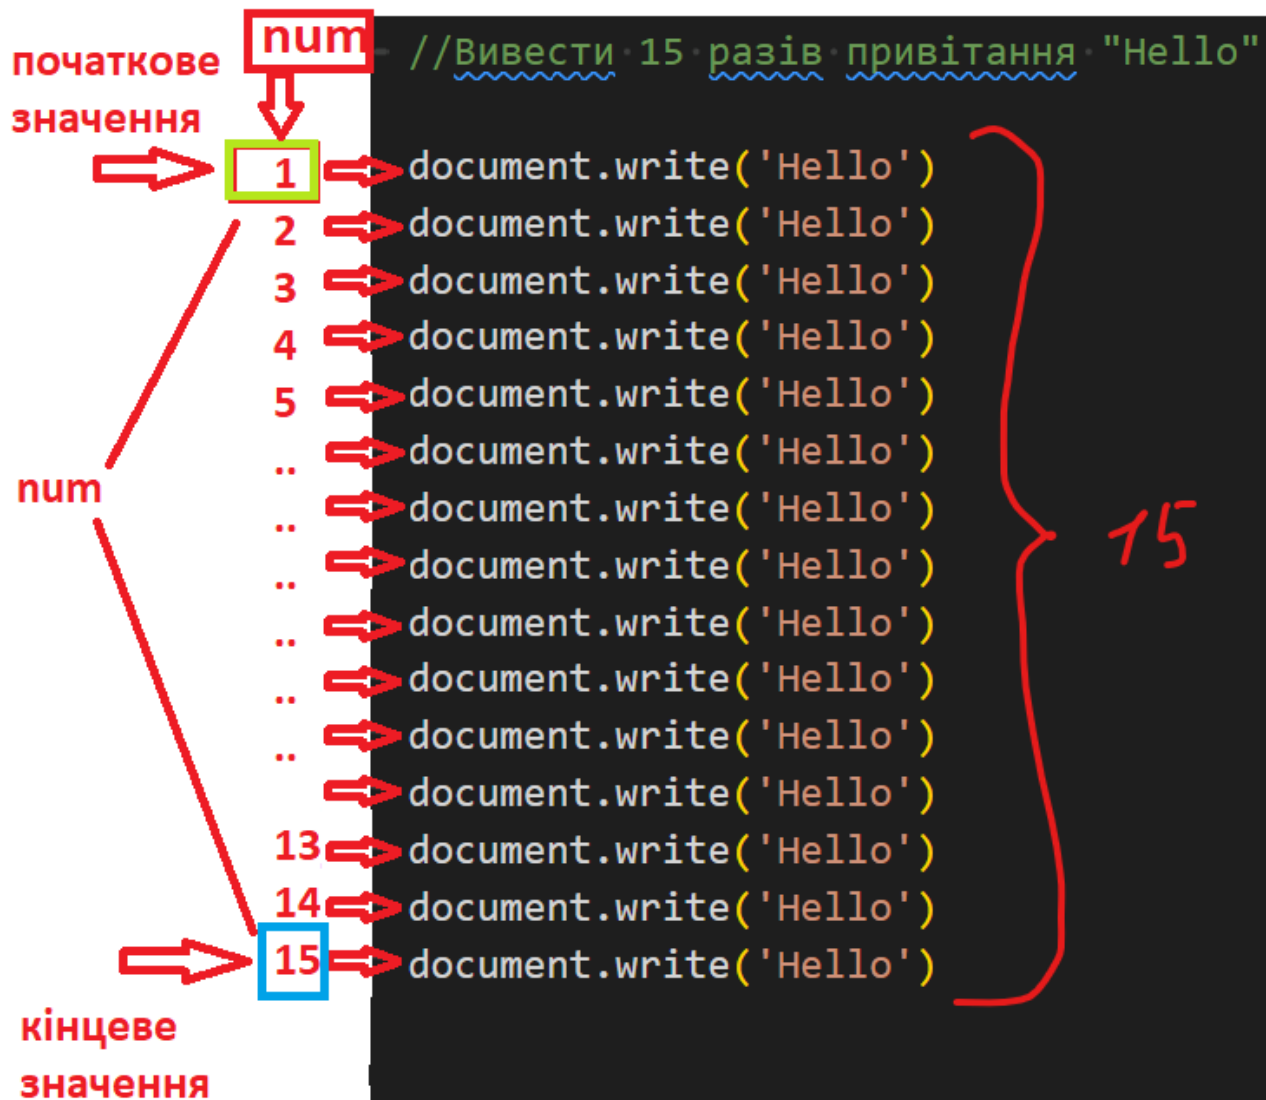 num
//Вивести 15 разів привітання "Hello"
початкове
значення
1 document.write('Hello')
2 document.write('Hello')
3 document.write('Hello')
4 document.write('Hello')
5 document.write('Hello')
.. document.write('Hello')
num
.. document.write('Hello')
15
.. document.write('Hello')
.. document.write('Hello')
.. document.write('Hello')
.. document.write('Hello')
document.write('Hello')
13 document.write('Hello')
14 document.write('Hello')
15 document.write('Hello')
кінцеве
значення